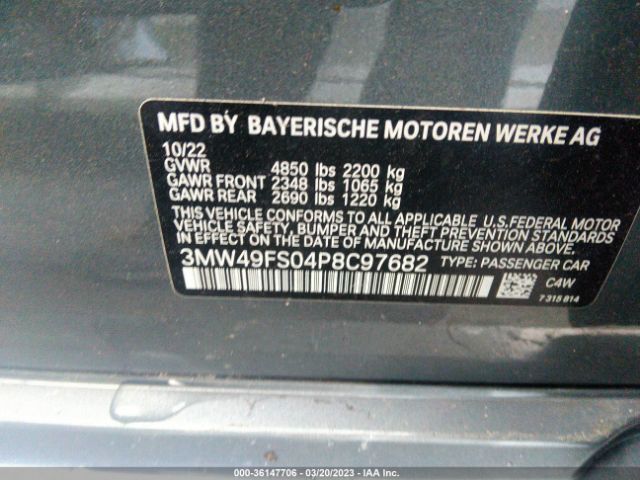 MFD BY BAYERISCHE MOTOREN WERKE AG
10/22
GVWR 4850 lbs 2200 kg
GAWR FRONT 2348 lbs 1065 kg
GAWR REAR 2690 lbs 1220 kg
THIS VEHICLE CONFORMS TO ALL APPLICABLE U.S.FEDERAL MOTOR
VEHICLE SAFETY, BUMPER AND THEFT PREVENTION STANDARDS
IN EFFECT ON THE DATE OF MANUFACTURE SHOWN ABOVE.
3MW49FS04P8C97682 TYPE: PASSENGER CAR
C4W
7315814
000-36147706 — 03/20/2023 — IAA Inc.